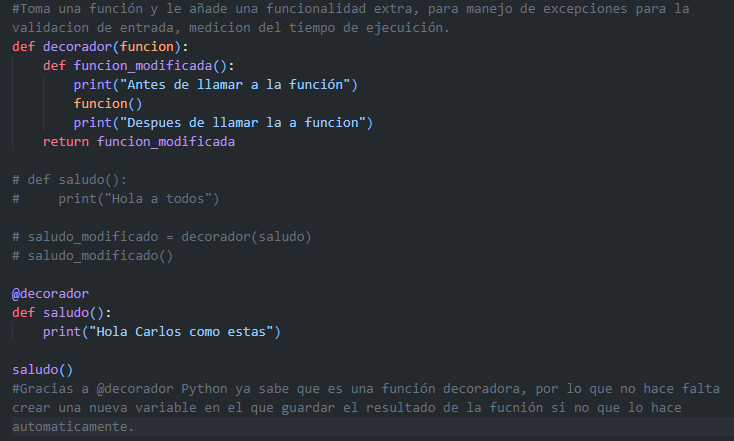 #Toma una función y le añade una funcionalidad extra, para manejo de excepciones para la
validacion de entrada, medicion del tiempo de ejecuición.
def decorador(funcion):
    def funcion_modificada():
        print("Antes de llamar a la función")
        funcion()
        print("Despues de llamar la a funcion")
    return funcion_modificada
# def saludo():
#     print("Hola a todos")
# saludo_modificado = decorador(saludo)
# saludo_modificado()
@decorador
def saludo():
    print("Hola Carlos como estas")
saludo()
#Gracias a @decorador Python ya sabe que es una función decoradora, por lo que no hace falta
crear una nueva variable en el que guardar el resultado de la fucnión si no que lo hace
automaticamente.